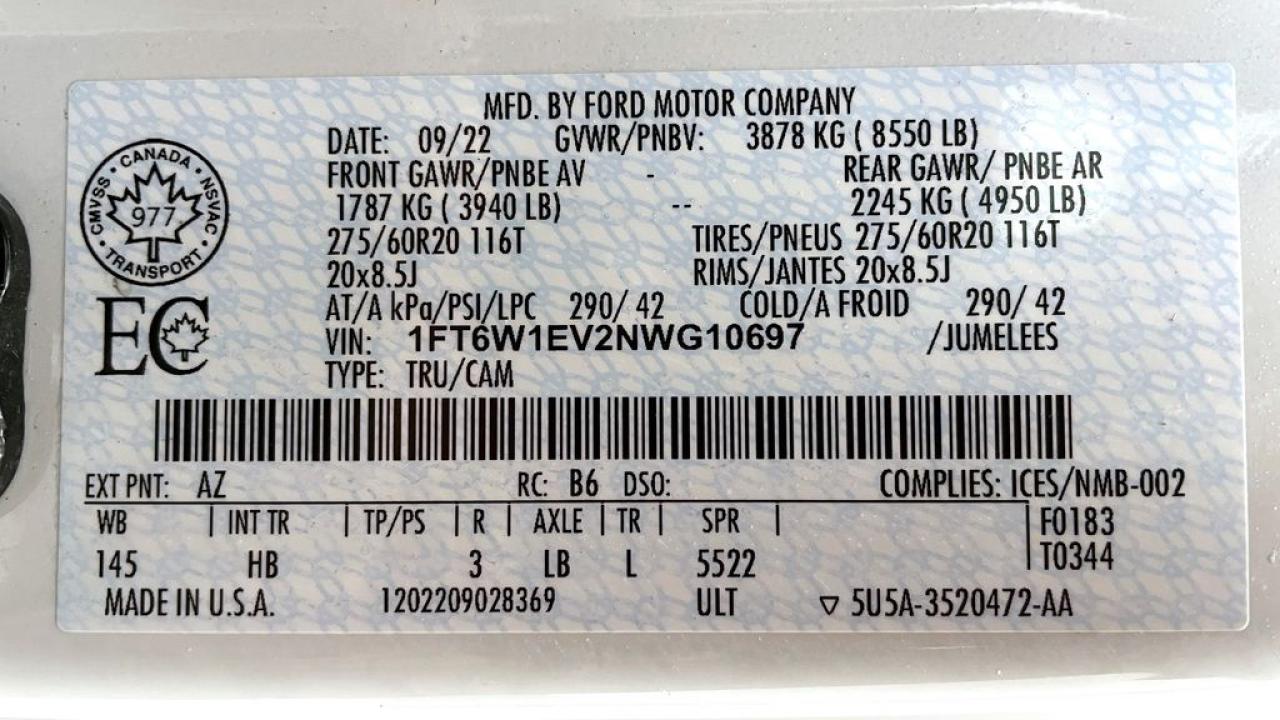 MFD. BY FORD MOTOR COMPANY
DATE: 09/22 GVWR/PNBV: 3878 KG ( 8550 LB)
FRONT GAWR/PNBE AV - REAR GAWR/ PNBE AR
1787 KG ( 3940 LB) -- 2245 KG ( 4950 LB)
275/60R20 116T TIRES/PNEUS 275/60R20 116T
20x8.5J RIMS/JANTES 20x8.5J
AT/A kPa/PSI/LPC 290/ 42 COLD/A FROID 290/ 42
VIN: 1FT6W1EV2NWG10697 /JUMELEES
TYPE: TRU/CAM
CANADA · NSVAC · TRANSPORT · CMVSS
977
EC
EXT PNT: AZ RC: B6 DSO: COMPLIES: ICES/NMB-002
WB | INT TR | TP/PS | R | AXLE | TR | SPR | F0183
145 HB 3 LB L 5522 T0344
MADE IN U.S.A. 1202209028369 ULT ▽ 5U5A-3520472-AA